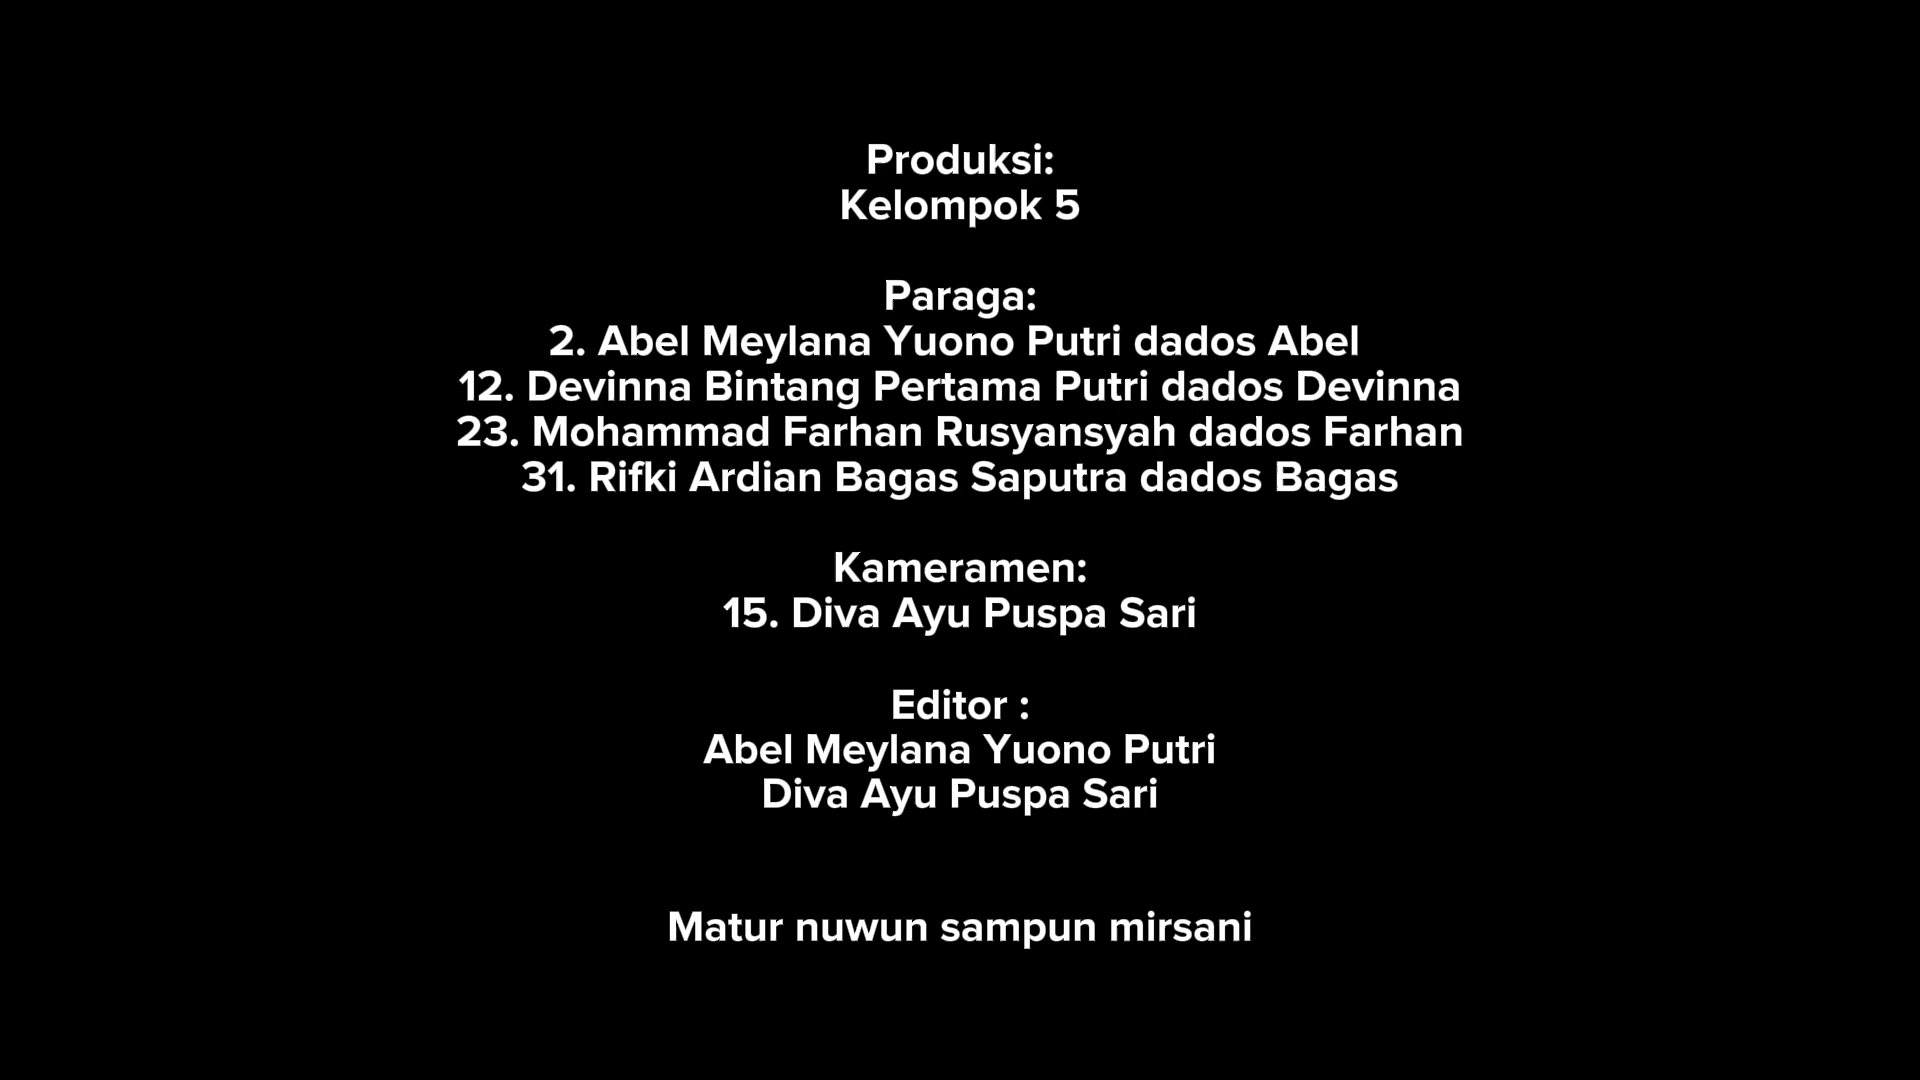 Produksi:
Kelompok 5
Paraga:
2. Abel Meylana Yuono Putri dados Abel
12. Devinna Bintang Pertama Putri dados Devinna
23. Mohammad Farhan Rusyansyah dados Farhan
31. Rifki Ardian Bagas Saputra dados Bagas
Kameramen:
15. Diva Ayu Puspa Sari
Editor :
Abel Meylana Yuono Putri
Diva Ayu Puspa Sari
Matur nuwun sampun mirsani